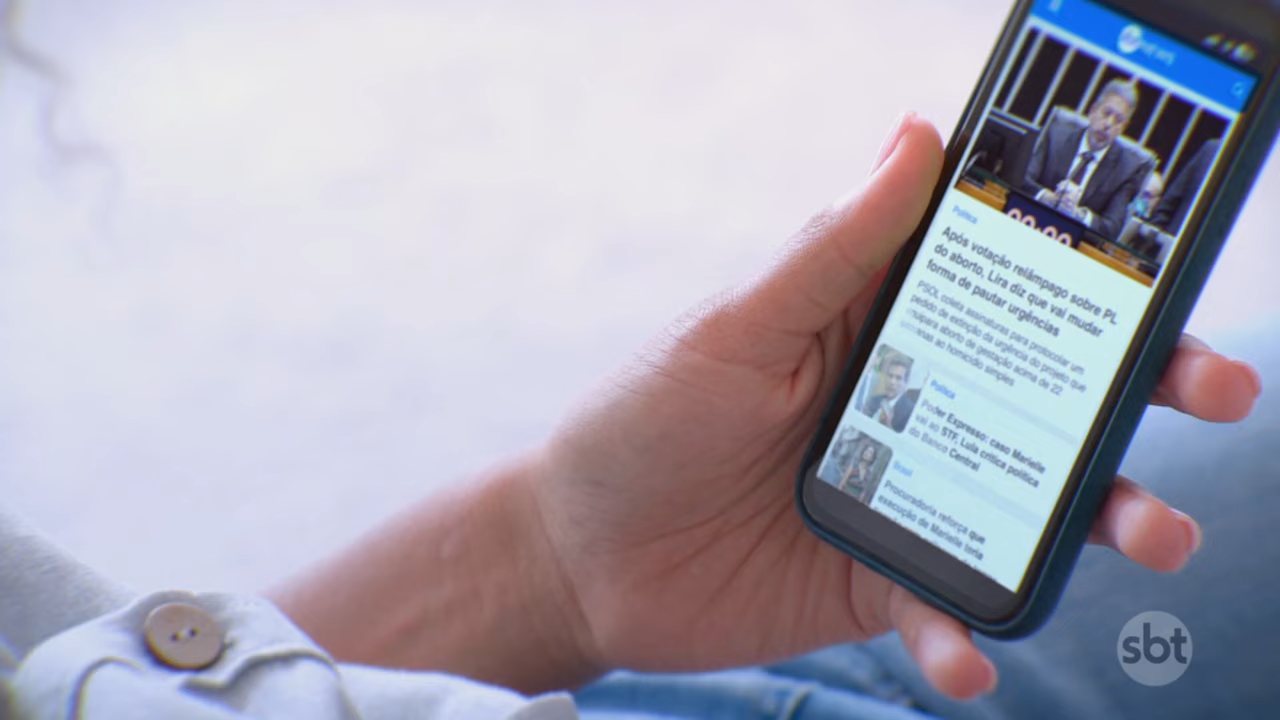 news
Política
Após votação relâmpago sobre PL
do aborto, Lira diz que vai mudar
forma de pautar urgências
PSOL coleta assinaturas para protocolar um
pedido de extinção da urgência do projeto que
para aborto de gestação acima de 22
ao homicídio simples
Política
Poder Expresso: caso Marielle
vai ao STF, Lula critica política
do Banco Central
Brasil
Procuradoria reforça que
execução de Marielle teria
sbt